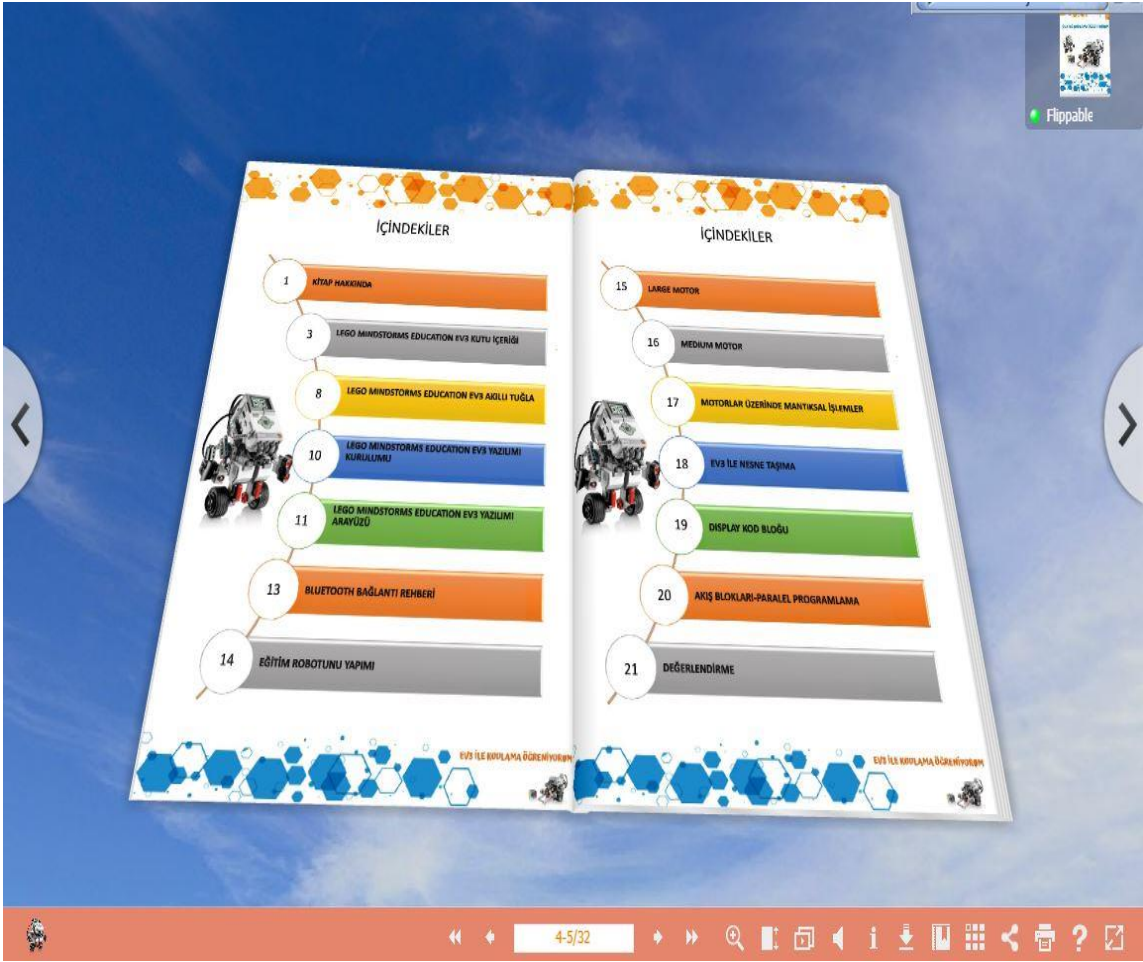 Flippable
İÇİNDEKİLER
1 KİTAP HAKKINDA
3 LEGO MINDSTORMS EDUCATION EV3 KUTU İÇERİĞİ
8 LEGO MINDSTORMS EDUCATION EV3 AKILLI TUĞLA
10 LEGO MINDSTORMS EDUCATION EV3 YAZILIMI
KURULUMU
11 LEGO MINDSTORMS EDUCATION EV3 YAZILIMI
ARAYÜZÜ
13 BLUETOOTH BAĞLANTI REHBERİ
14 EĞİTİM ROBOTUNU YAPIMI
EV3 İLE KODLAMA ÖĞRENİYORUM
İÇİNDEKİLER
15 LARGE MOTOR
16 MEDIUM MOTOR
17 MOTORLAR ÜZERİNDE MANTIKSAL İŞLEMLER
18 EV3 İLE NESNE TAŞIMA
19 DISPLAY KOD BLOĞU
20 AKIŞ BLOKLARI-PARALEL PROGRAMLAMA
21 DEĞERLENDİRME
EV3 İLE KODLAMA ÖĞRENİYORUM
4-5/32